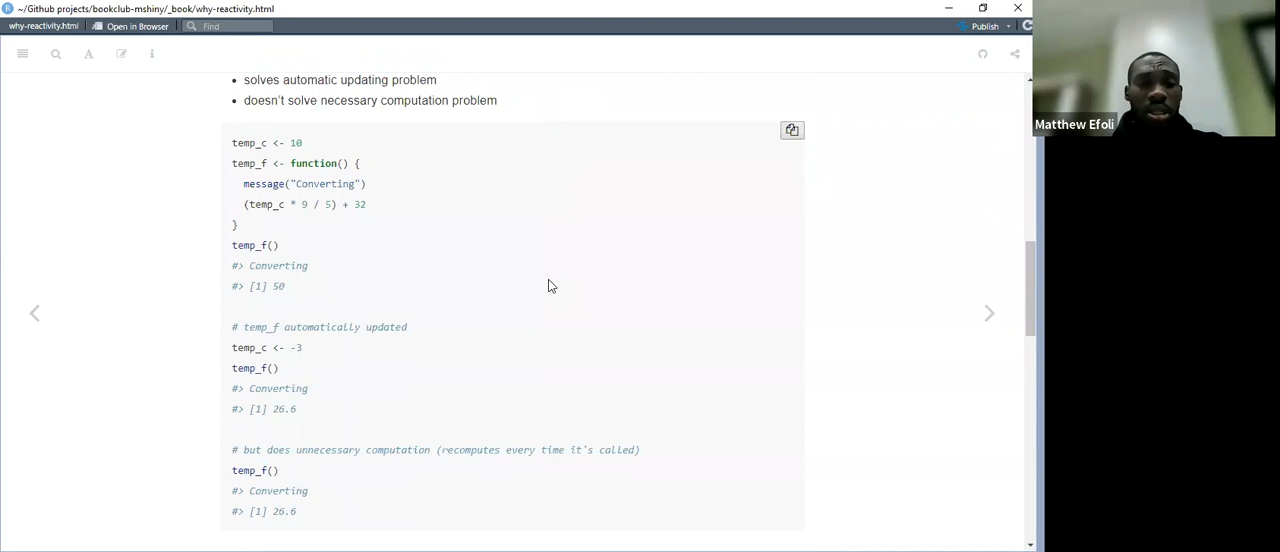 ~/Github projects/bookclub-mshiny/_book/why-reactivity.html
why-reactivity.html
Open in Browser
Find
Publish
solves automatic updating problem
doesn't solve necessary computation problem
temp_c <- 10
temp_f <- function() {
message("Converting")
(temp_c * 9 / 5) + 32
}
temp_f()
#> Converting
#> [1] 50
# temp_f automatically updated
temp_c <- -3
temp_f()
#> Converting
#> [1] 26.6
# but does unnecessary computation (recomputes every time it's called)
temp_f()
#> Converting
#> [1] 26.6
Matthew Efoli